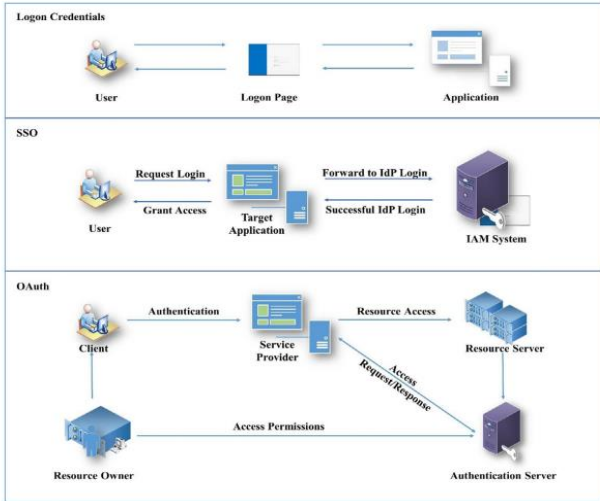 Logon Credentials
User
Logon Page
Application
SSO
Request Login
Forward to IdP Login
Grant Access
Successful IdP Login
User
Target
Application
IAM System
OAuth
Authentication
Resource Access
Client
Service
Provider
Resource Server
Access
Request/Response
Access Permissions
Resource Owner
Authentication Server